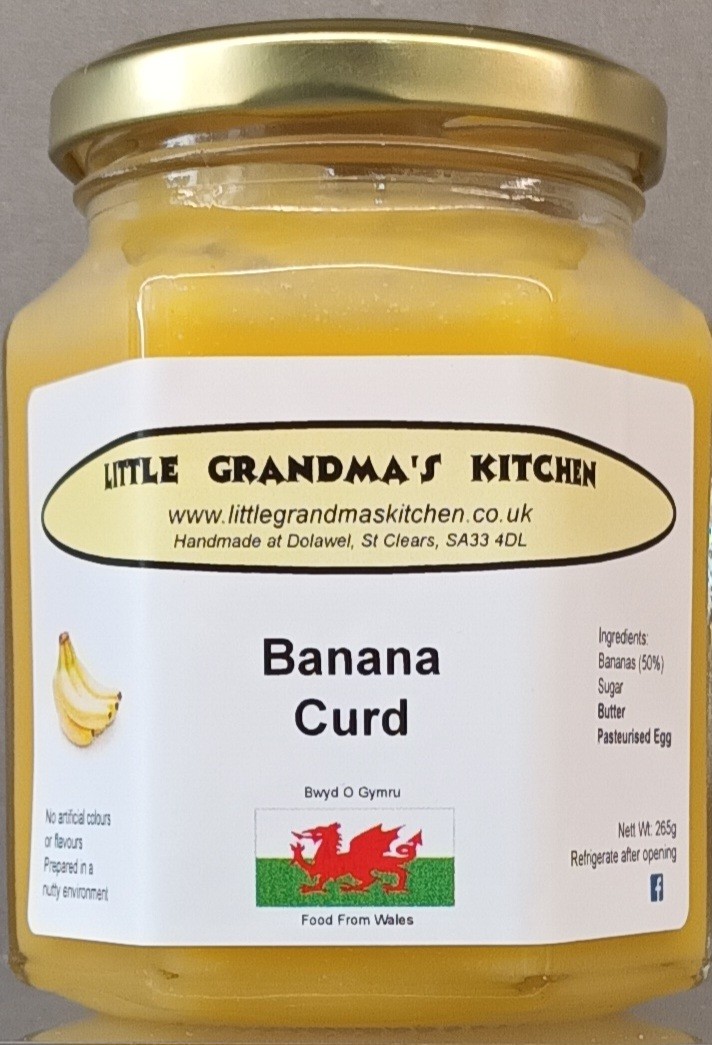 LITTLE GRANDMA'S KITCHEN
www.littlegrandmaskitchen.co.uk
Handmade at Dolawel, St Clears, SA33 4DL
Banana
Curd
Ingredients:
Bananas (50%)
Sugar
Butter
Pasteurised Egg
Bwyd O Gymru
Food From Wales
No artificial colours
or flavours
Prepared in a
nutty environment
Nett Wt: 265g
Refrigerate after opening
f